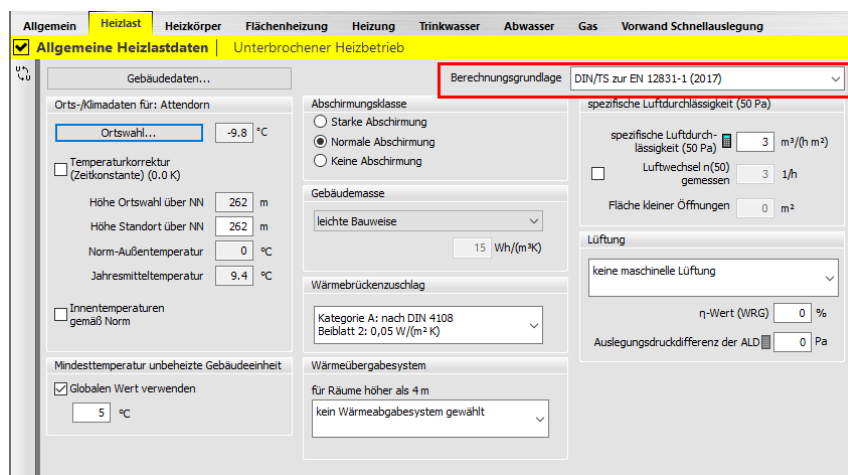 Allgemein Heizlast Heizkörper Flächenheizung Heizung Trinkwasser Abwasser Gas Vorwand Schnellauslegung
Allgemeine Heizlastdaten | Unterbrochener Heizbetrieb
Gebäudedaten...
Berechnungsgrundlage DIN/TS zur EN 12831-1 (2017)
Orts-/Klimadaten für: Attendorn
Ortswahl... -9.8 °C
Temperaturkorrektur
(Zeitkonstante) (0.0 K)
Höhe Ortswahl über NN 262 m
Höhe Standort über NN 262 m
Norm-Außentemperatur 0 °C
Jahresmitteltemperatur 9.4 °C
Innentemperaturen
gemäß Norm
Mindesttemperatur unbeheizte Gebäudeeinheit
Globalen Wert verwenden
5 °C
Abschirmungsklasse
Starke Abschirmung
Normale Abschirmung
Keine Abschirmung
Gebäudemasse
leichte Bauweise
15 Wh/(m³K)
Wärmebrückenzuschlag
Kategorie A: nach DIN 4108
Beiblatt 2: 0,05 W/(m² K)
Wärmeübergabesystem
für Räume höher als 4 m
kein Wärmeabgabesystem gewählt
spezifische Luftdurchlässigkeit (50 Pa)
spezifische Luftdurch-
lässigkeit (50 Pa) 3 m³/(h m²)
Luftwechsel n(50)
gemessen 3 1/h
Fläche kleiner Öffnungen 0 m²
Lüftung
keine maschinelle Lüftung
η-Wert (WRG) 0 %
Auslegungsdruckdifferenz der ALD 0 Pa